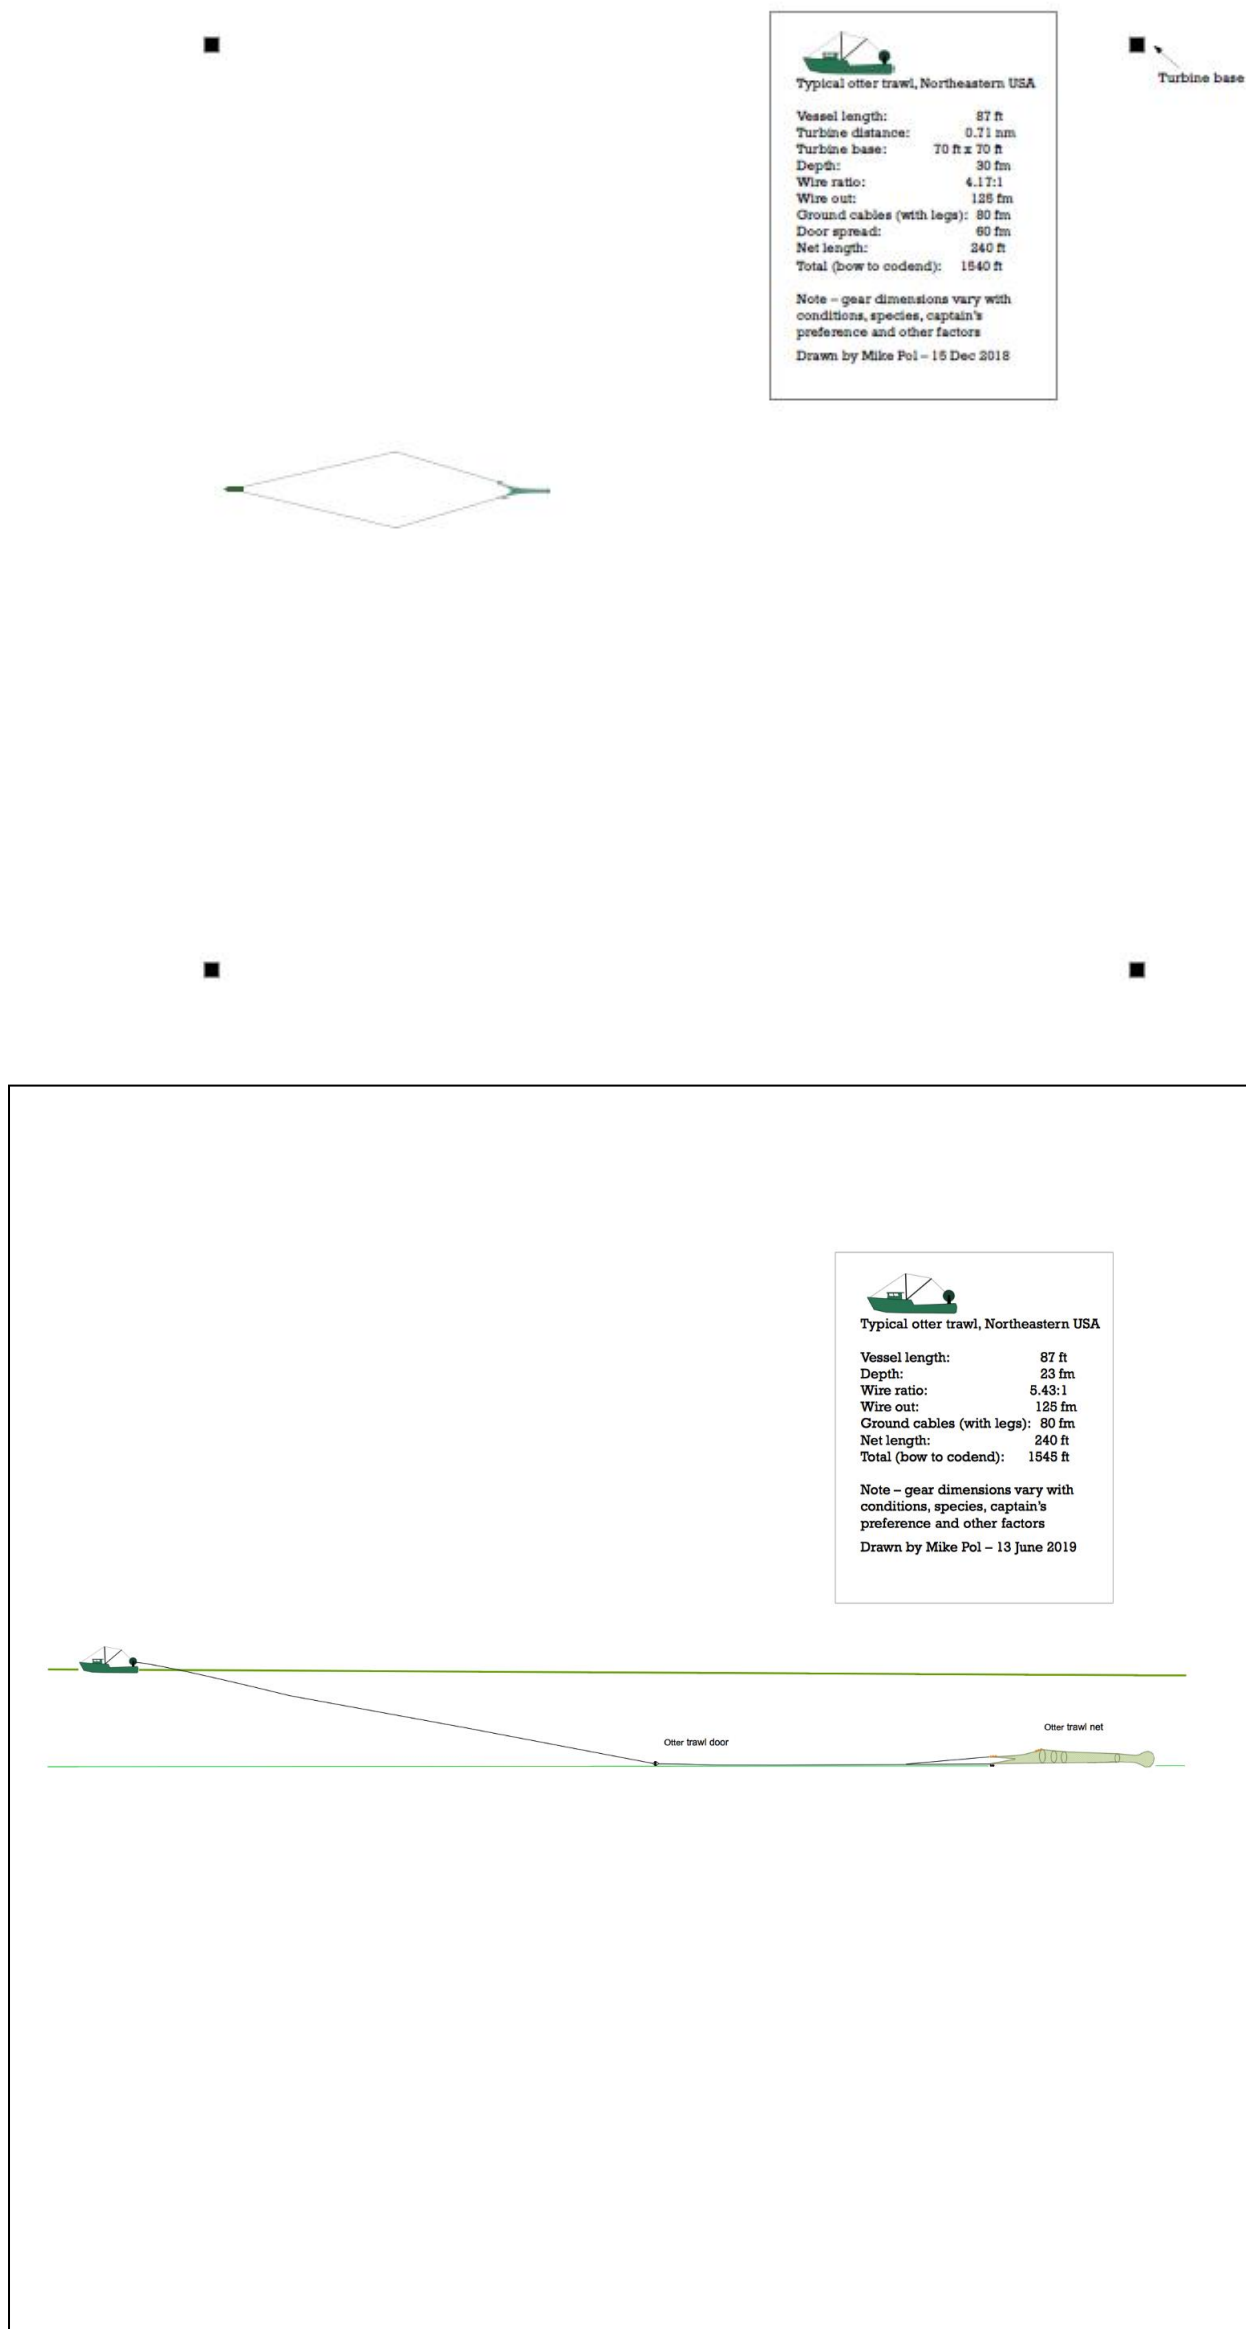 Turbine base
Typical otter trawl, Northeastern USA
Vessel length: 87 ft
Turbine distance: 0.71 nm
Turbine base: 70 ft x 70 ft
Depth: 30 fm
Wire ratio: 4.17:1
Wire out: 125 fm
Ground cables (with legs): 80 fm
Door spread: 60 fm
Net length: 240 ft
Total (bow to codend): 1540 ft
Note – gear dimensions vary with
conditions, species, captain's
preference and other factors
Drawn by Mike Pol – 15 Dec 2018
Typical otter trawl, Northeastern USA
Vessel length: 87 ft
Depth: 23 fm
Wire ratio: 5.43:1
Wire out: 125 fm
Ground cables (with legs): 80 fm
Net length: 240 ft
Total (bow to codend): 1545 ft
Note – gear dimensions vary with
conditions, species, captain's
preference and other factors
Drawn by Mike Pol – 13 June 2019
Otter trawl door
Otter trawl net